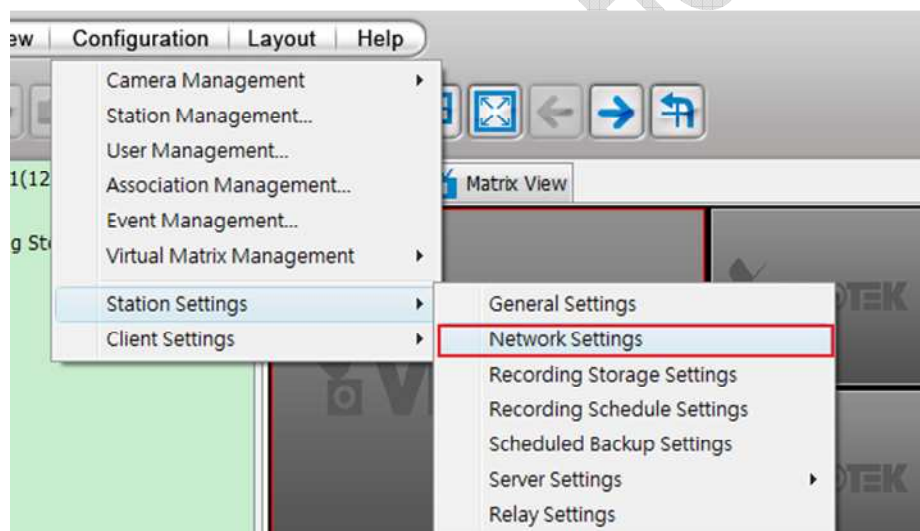 Configuration Layout Help
Camera Management
Station Management...
User Management...
Association Management...
Event Management...
Virtual Matrix Management
Station Settings
Client Settings
Matrix View
General Settings
Network Settings
Recording Storage Settings
Recording Schedule Settings
Scheduled Backup Settings
Server Settings
Relay Settings